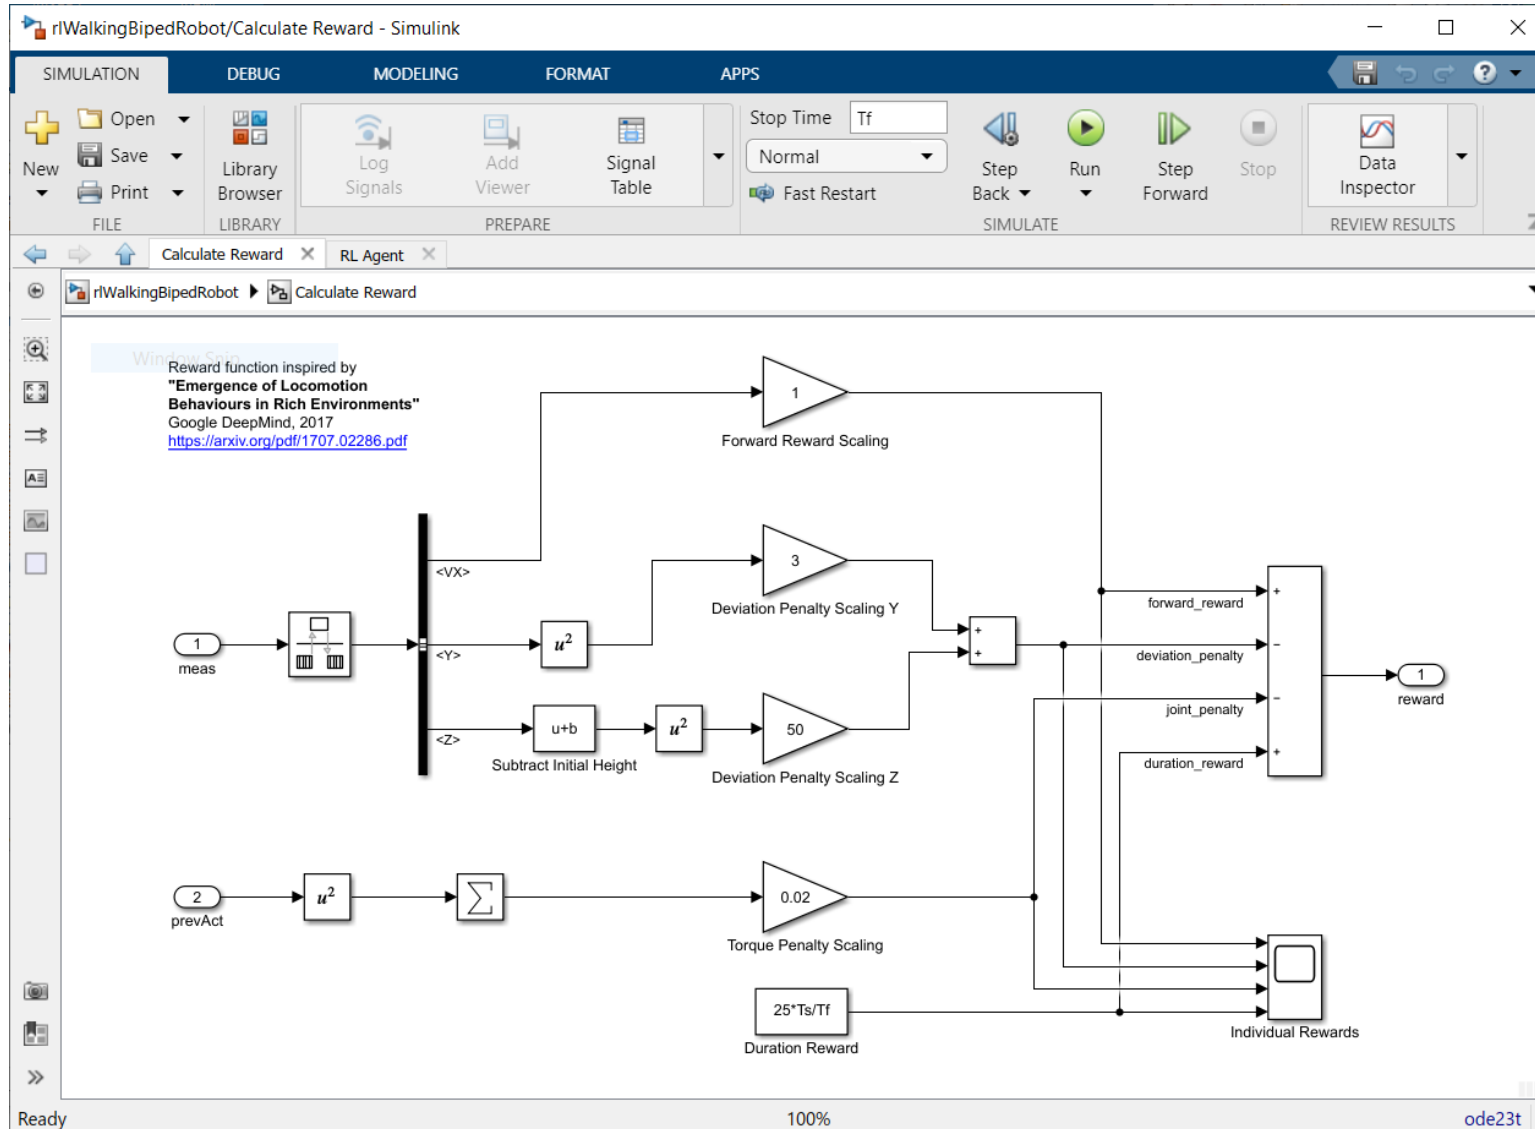 rlWalkingBipedRobot/Calculate Reward - Simulink
SIMULATION DEBUG MODELING FORMAT APPS
New
Open
Save
Print
FILE
Library
Browser
LIBRARY
Log
Signals
Add
Viewer
Signal
Table
PREPARE
Stop Time Tf
Normal
Fast Restart
Step
Back
Run
Step
Forward
Stop
SIMULATE
Data
Inspector
REVIEW RESULTS
Calculate Reward RL Agent
rlWalkingBipedRobot Calculate Reward
Window Snip
Reward function inspired by
"Emergence of Locomotion
Behaviours in Rich Environments"
Google DeepMind, 2017
https://arxiv.org/pdf/1707.02286.pdf
1
Forward Reward Scaling
<VX>
3
Deviation Penalty Scaling Y
1
meas
<Y>
u²
+
+
<Z>
u+b
Subtract Initial Height
u²
50
Deviation Penalty Scaling Z
forward_reward +
deviation_penalty −
joint_penalty −
duration_reward +
1
reward
2
prevAct
u²
∑
0.02
Torque Penalty Scaling
25*Ts/Tf
Duration Reward
Individual Rewards
Ready 100% ode23t